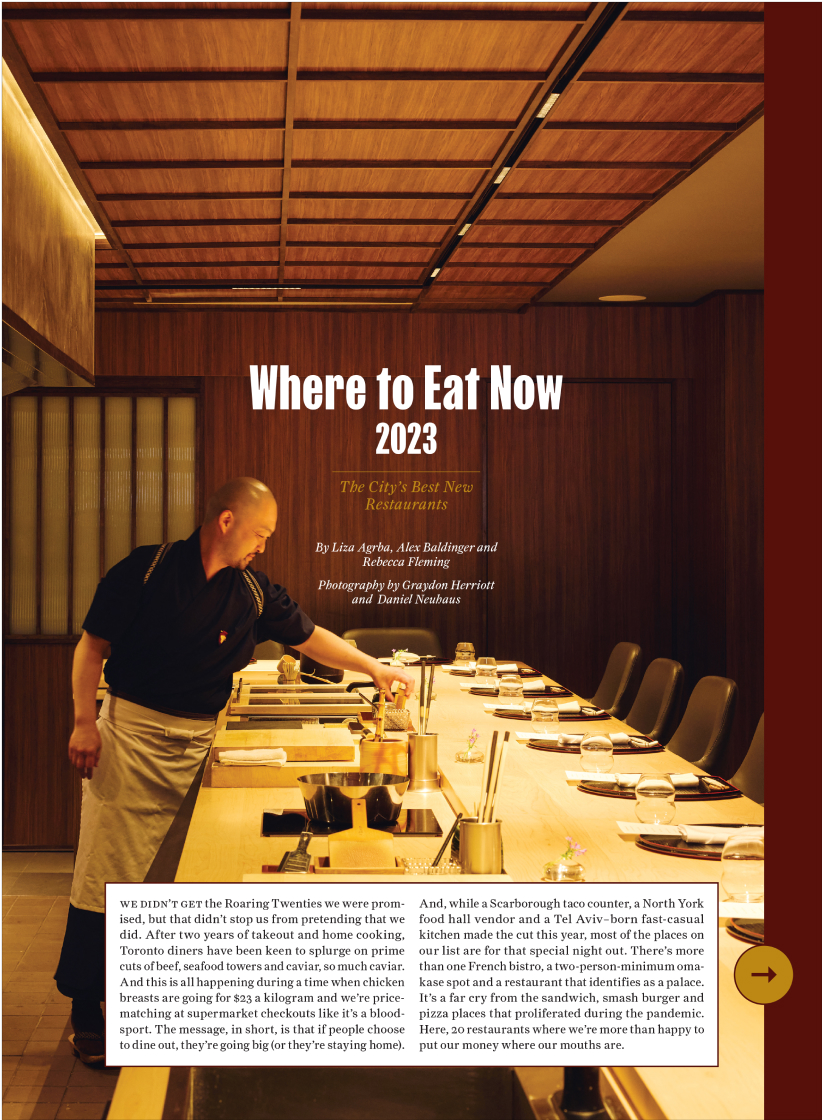 Where to Eat Now
2023
The City's Best New
Restaurants
By Liza Agrba, Alex Baldinger and
Rebecca Fleming
Photography by Graydon Herriott
and Daniel Neuhaus
WE DIDN'T GET the Roaring Twenties we were prom-
ised, but that didn't stop us from pretending that we
did. After two years of takeout and home cooking,
Toronto diners have been keen to splurge on prime
cuts of beef, seafood towers and caviar, so much caviar.
And this is all happening during a time when chicken
breasts are going for $23 a kilogram and we're price-
matching at supermarket checkouts like it's a blood-
sport. The message, in short, is that if people choose
to dine out, they're going big (or they're staying home).
And, while a Scarborough taco counter, a North York
food hall vendor and a Tel Aviv–born fast-casual
kitchen made the cut this year, most of the places on
our list are for that special night out. There's more
than one French bistro, a two-person-minimum oma-
kase spot and a restaurant that identifies as a palace.
It's a far cry from the sandwich, smash burger and
pizza places that proliferated during the pandemic.
Here, 20 restaurants where we're more than happy to
put our money where our mouths are.